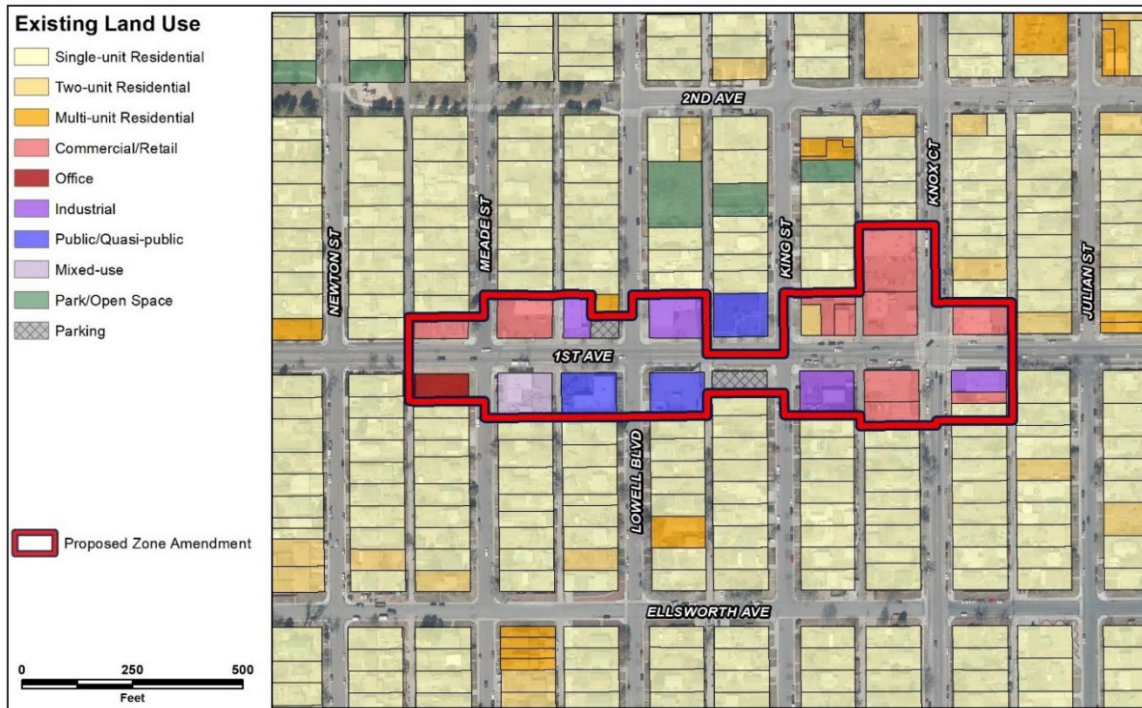 Existing Land Use
Single-unit Residential
Two-unit Residential
Multi-unit Residential
Commercial/Retail
Office
Industrial
Public/Quasi-public
Mixed-use
Park/Open Space
Parking
Proposed Zone Amendment
0 250 500
Feet
2ND AVE
NEWTON ST
MEADE ST
KING ST
KNOX CT
JULIAN ST
1ST AVE
LOWELL BLVD
ELLSWORTH AVE